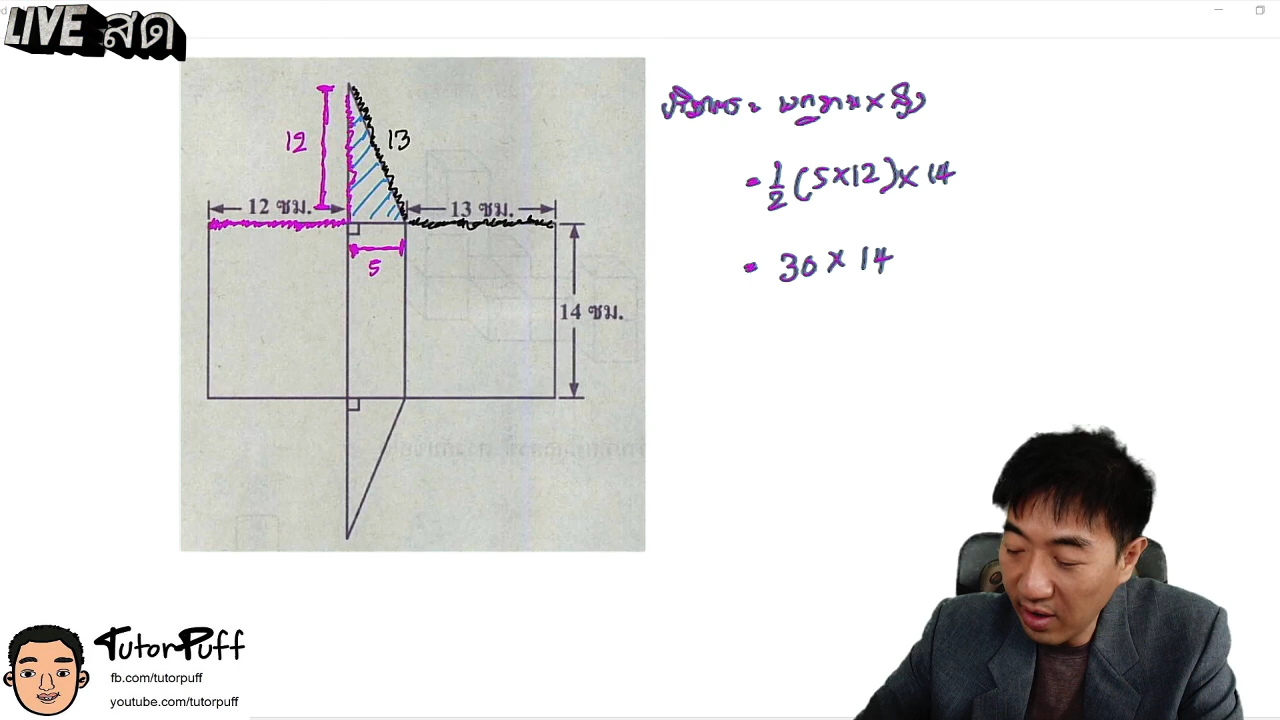 LIVE สด
12
13
12 ซม.
13 ซม.
5
14 ซม.
ปริมาตร = พท ฐาน × สูง
= 1/2 (5×12) × 14
= 30 × 14
TutorPuff
fb.com/tutorpuff
youtube.com/tutorpuff